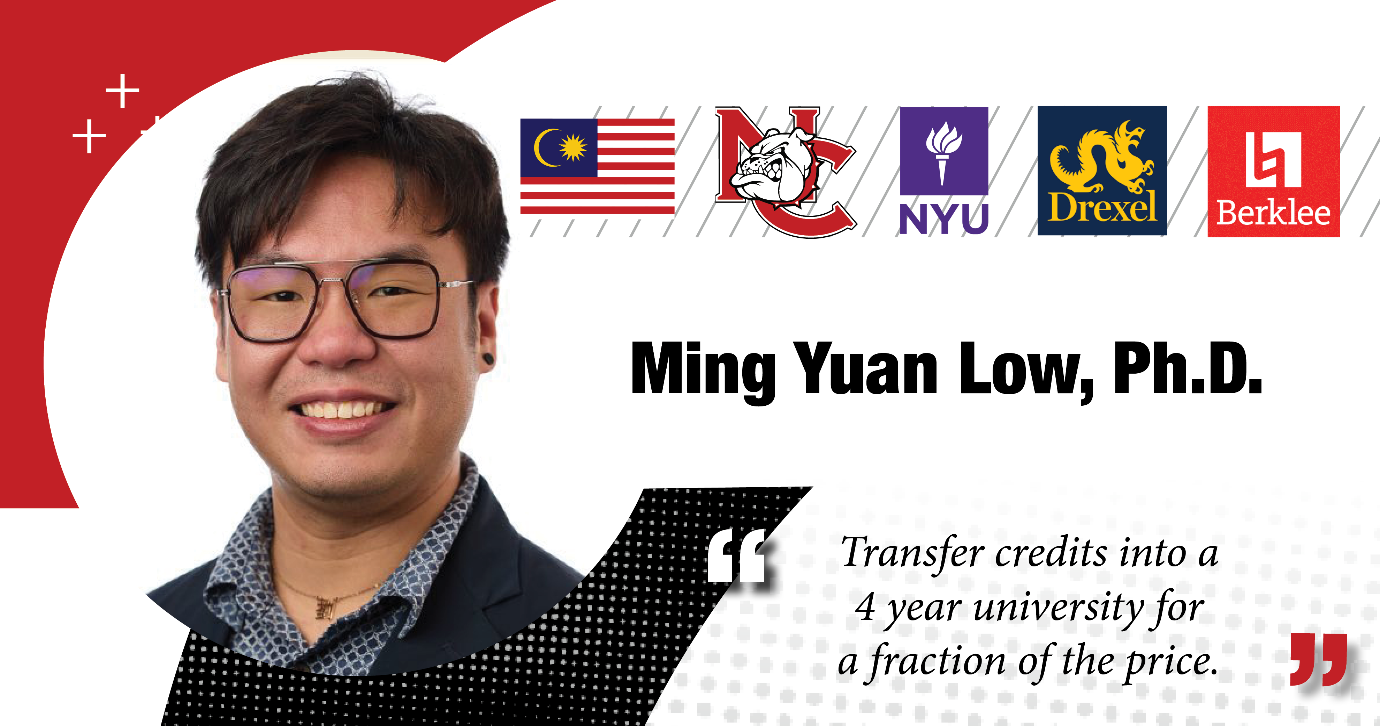 NC
NYU
Drexel
Berklee
Ming Yuan Low, Ph.D.
“Transfer credits into a
4 year university for
a fraction of the price.”